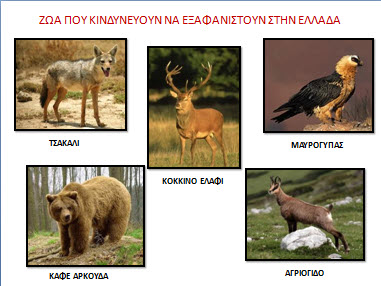 ΖΩΑ ΠΟΥ ΚΙΝΔΥΝΕΥΟΥΝ ΝΑ ΕΞΑΦΑΝΙΣΤΟΥΝ ΣΤΗΝ ΕΛΛΑΔΑ
ΤΣΑΚΑΛΙ
ΚΟΚΚΙΝΟ ΕΛΑΦΙ
ΜΑΥΡΟΓΥΠΑΣ
ΚΑΦΕ ΑΡΚΟΥΔΑ
ΑΓΡΙΟΓΙΔΟ